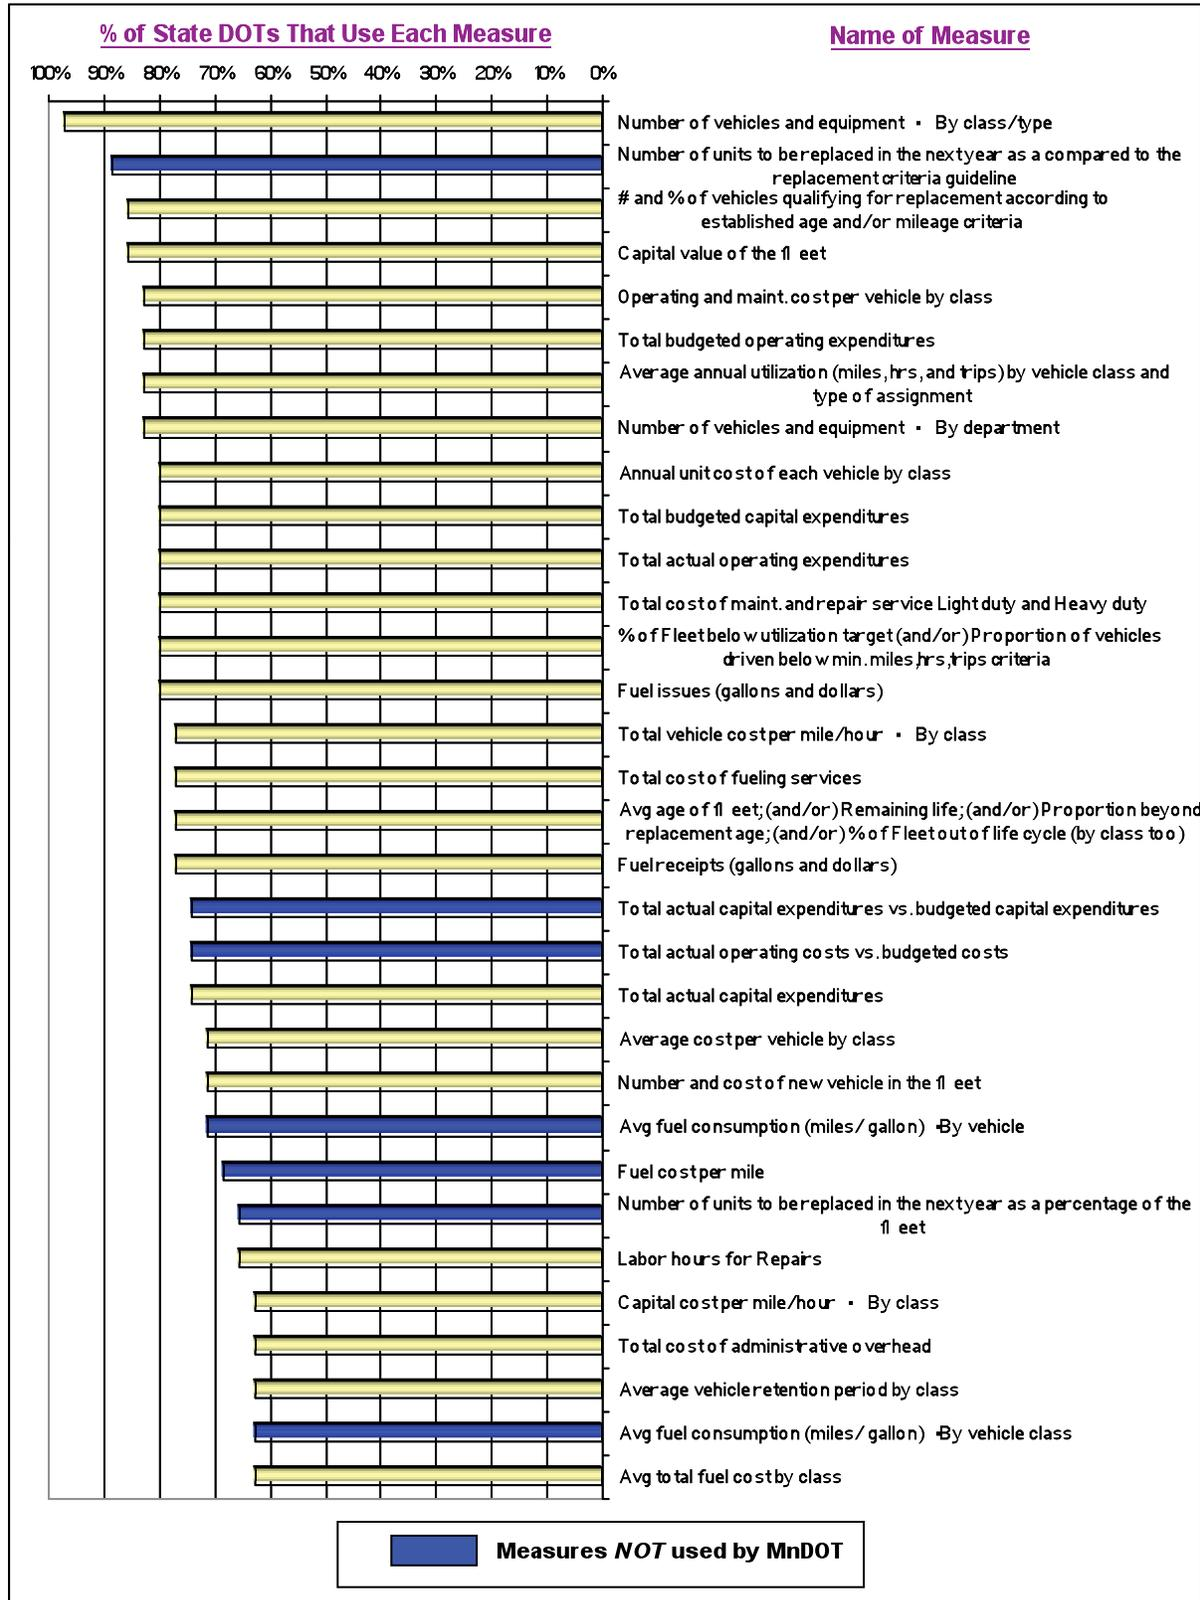 % of State DOTs That Use Each Measure
Name of Measure
100% 90% 80% 70% 60% 50% 40% 30% 20% 10% 0%
Number of vehicles and equipment ▪ By class/type
Number of units to be replaced in the next year as a compared to the
replacement criteria guideline
# and % of vehicles qualifying for replacement according to
established age and/or mileage criteria
Capital value of the fleet
Operating and maint. cost per vehicle by class
Total budgeted operating expenditures
Average annual utilization (miles, hrs, and trips) by vehicle class and
type of assignment
Number of vehicles and equipment ▪ By department
Annual unit cost of each vehicle by class
Total budgeted capital expenditures
Total actual operating expenditures
Total cost of maint. and repair service Light duty and Heavy duty
% of Fleet below utilization target (and/or) Proportion of vehicles
driven below min. miles, hrs, trips criteria
Fuel issues (gallons and dollars)
Total vehicle cost per mile/hour ▪ By class
Total cost of fueling services
Avg age of fleet; (and/or) Remaining life; (and/or) Proportion beyond
replacement age; (and/or) % of Fleet out of life cycle (by class too)
Fuel receipts (gallons and dollars)
Total actual capital expenditures vs. budgeted capital expenditures
Total actual operating costs vs. budgeted costs
Total actual capital expenditures
Average cost per vehicle by class
Number and cost of new vehicle in the fleet
Avg fuel consumption (miles/ gallon) ▪By vehicle
Fuel cost per mile
Number of units to be replaced in the next year as a percentage of the
fleet
Labor hours for Repairs
Capital cost per mile/hour ▪ By class
Total cost of administrative overhead
Average vehicle retention period by class
Avg fuel consumption (miles/ gallon) ▪By vehicle class
Avg total fuel cost by class
Measures NOT used by MnDOT